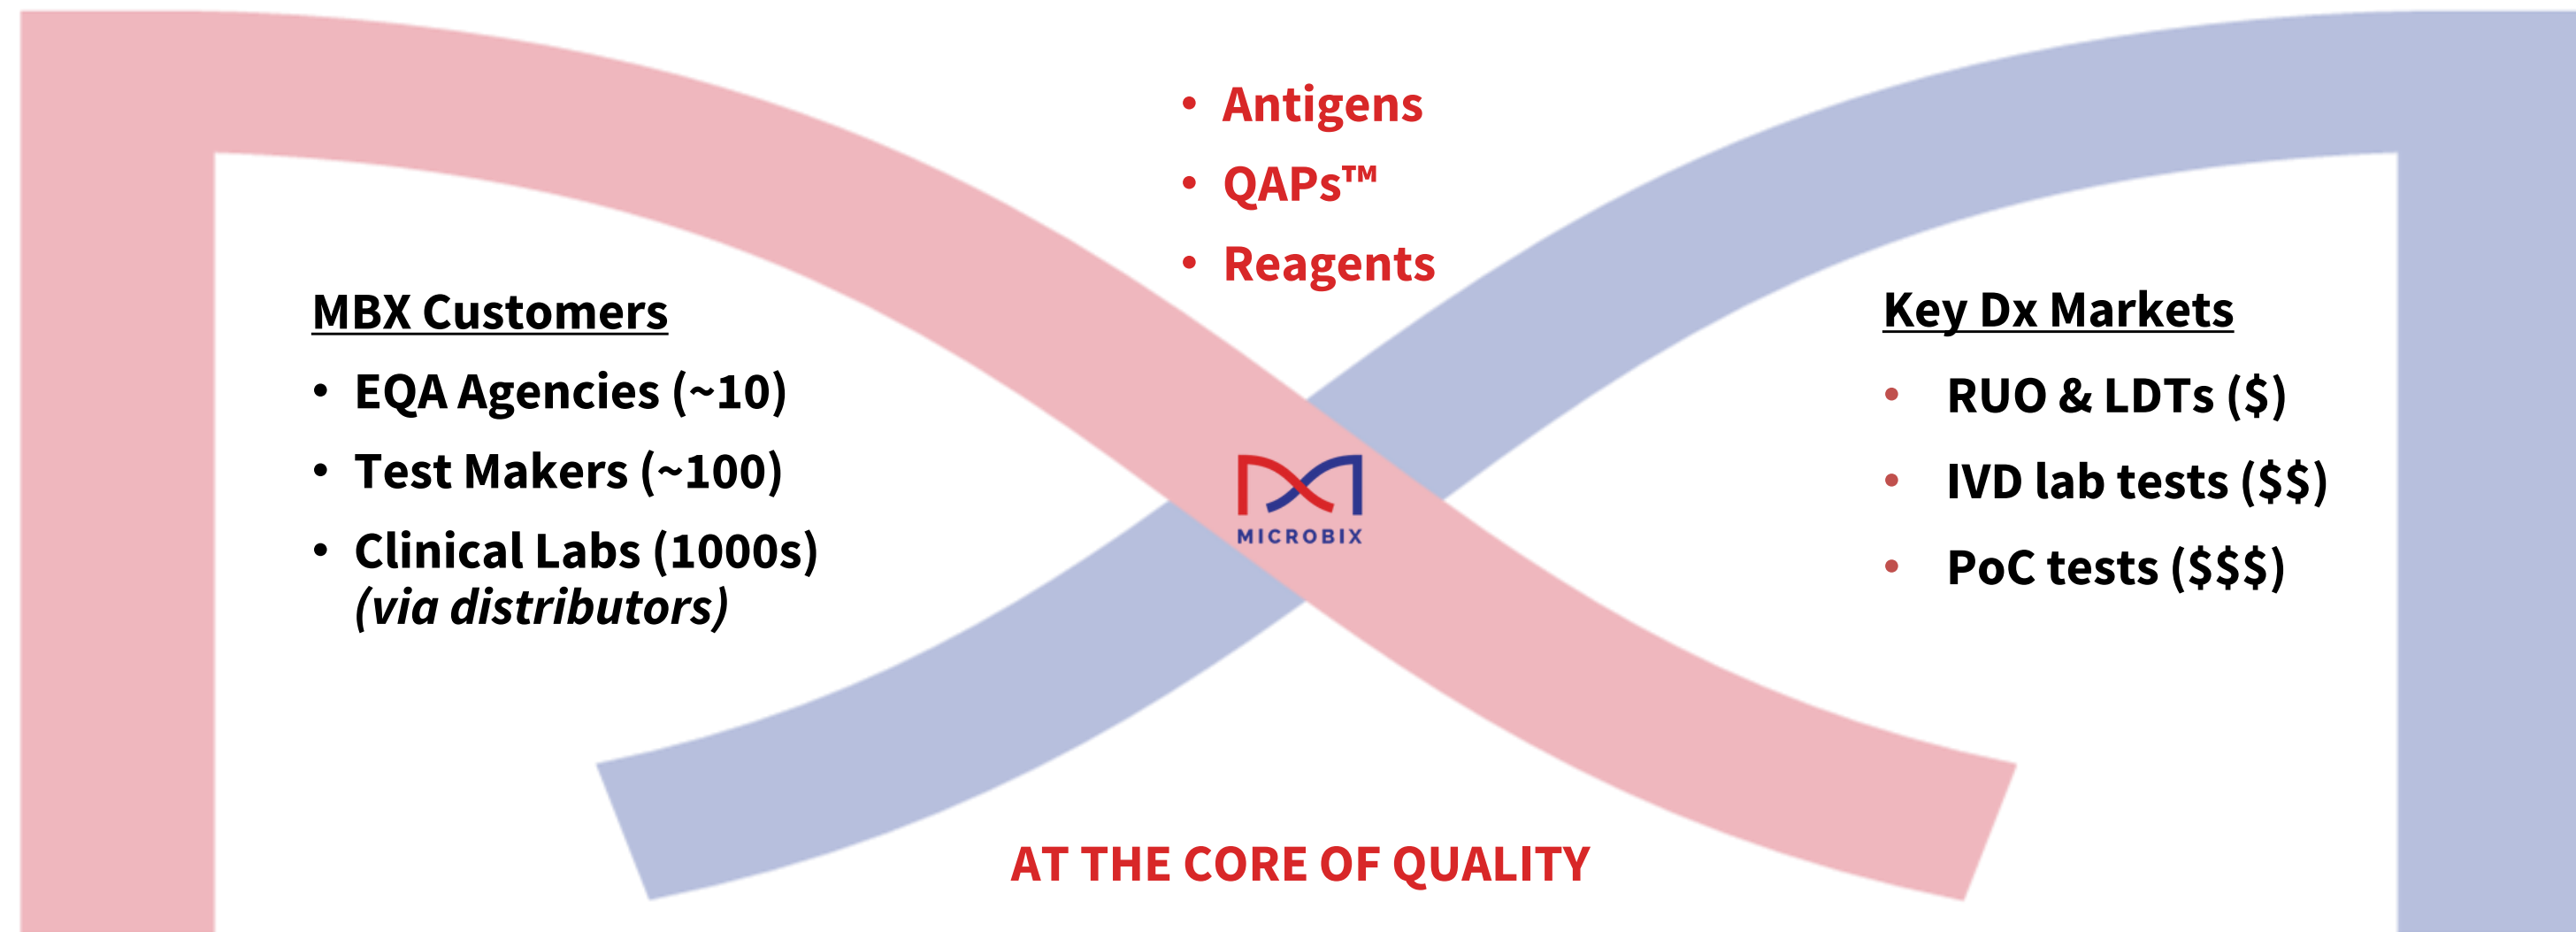 • Antigens
• QAPs™
• Reagents
MBX Customers
• EQA Agencies (~10)
• Test Makers (~100)
• Clinical Labs (1000s)
(via distributors)
Key Dx Markets
• RUO & LDTs ($)
• IVD lab tests ($$)
• PoC tests ($$$)
MICROBIX
AT THE CORE OF QUALITY